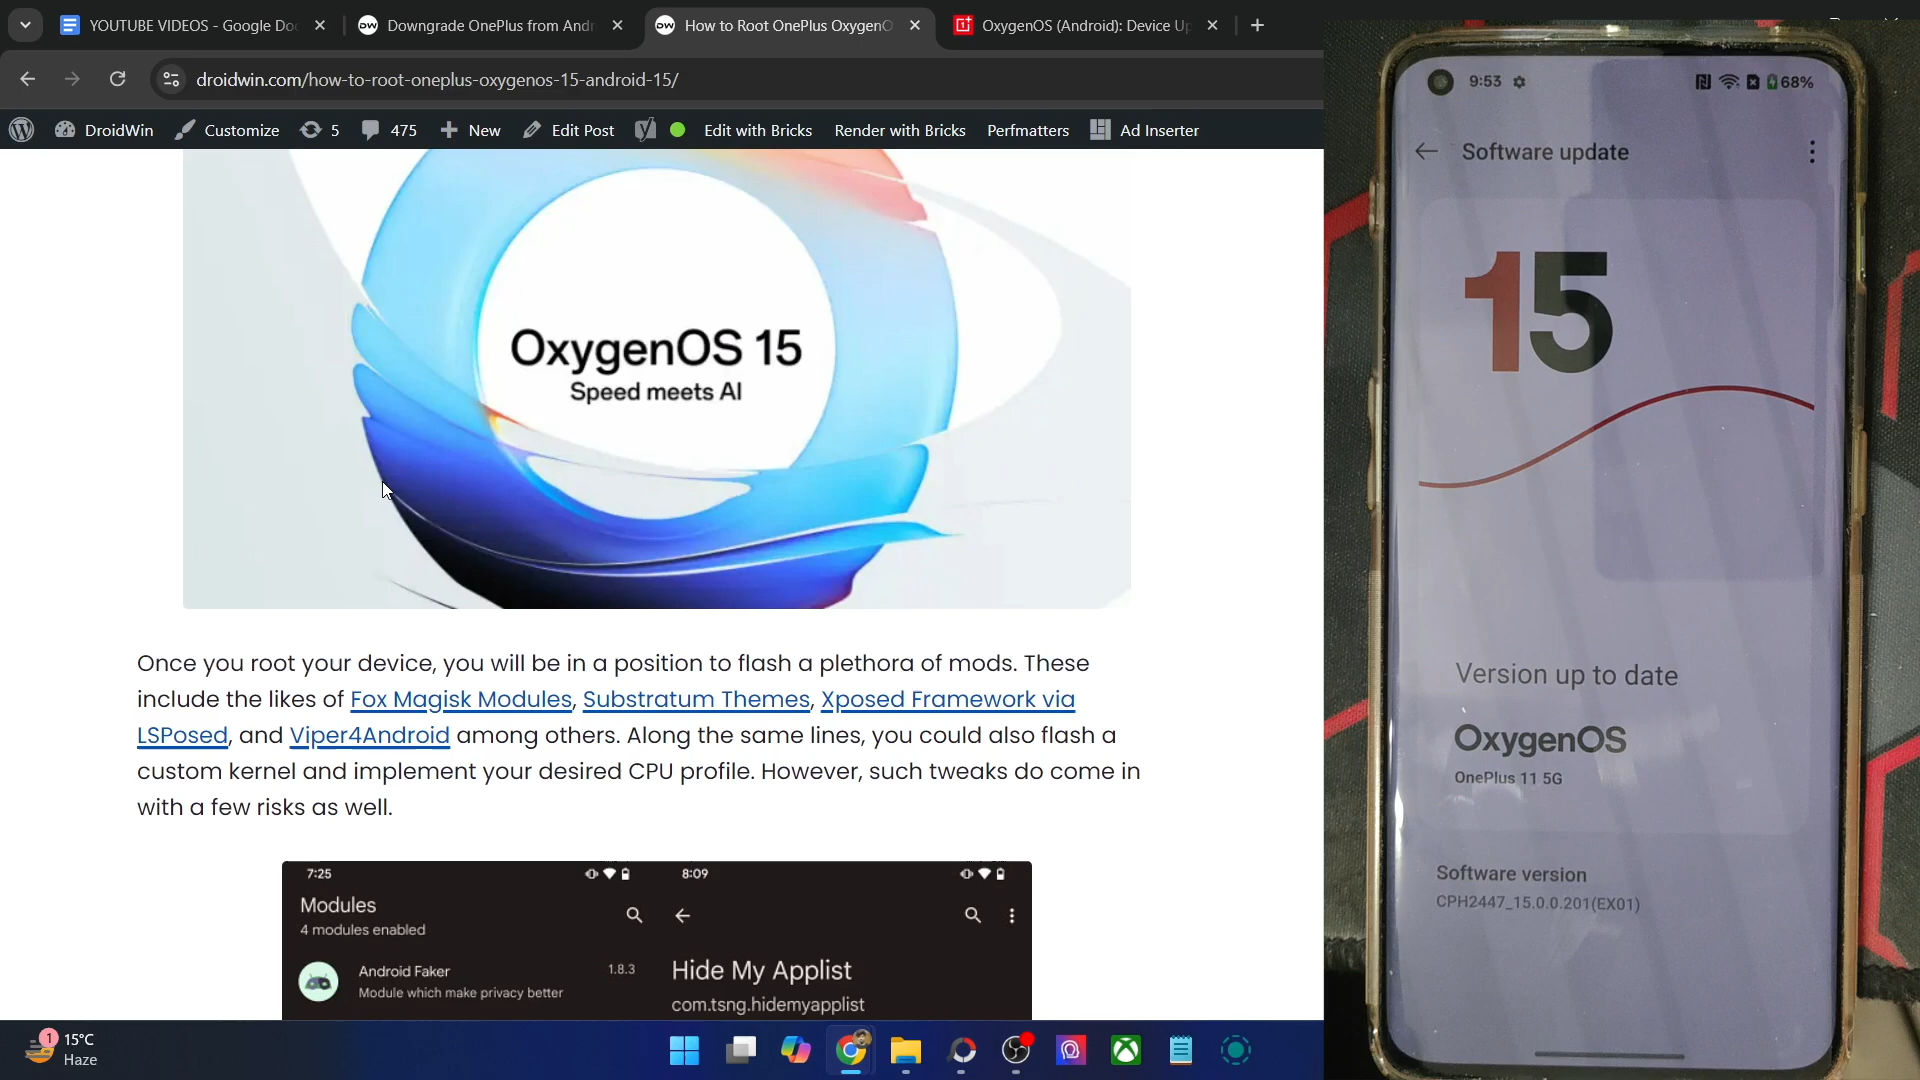 YOUTUBE VIDEOS - Google Doc
Downgrade OnePlus from Andr
How to Root OnePlus OxygenO
OxygenOS (Android): Device Up
droidwin.com/how-to-root-oneplus-oxygenos-15-android-15/
DroidWin
Customize
5
475
New
Edit Post
Edit with Bricks
Render with Bricks
Perfmatters
Ad Inserter
OxygenOS 15
Speed meets AI
Once you root your device, you will be in a position to flash a plethora of mods. These
include the likes of Fox Magisk Modules, Substratum Themes, Xposed Framework via
LSPosed, and Viper4Android among others. Along the same lines, you could also flash a
custom kernel and implement your desired CPU profile. However, such tweaks do come in
with a few risks as well.
7:25
Modules
4 modules enabled
Android Faker
1.8.3
Module which make privacy better
8:09
Hide My Applist
com.tsng.hidemyapplist
1
15°C
Haze
9:53
68%
Software update
15
Version up to date
OxygenOS
OnePlus 11 5G
Software version
CPH2447_15.0.0.201(EX01)